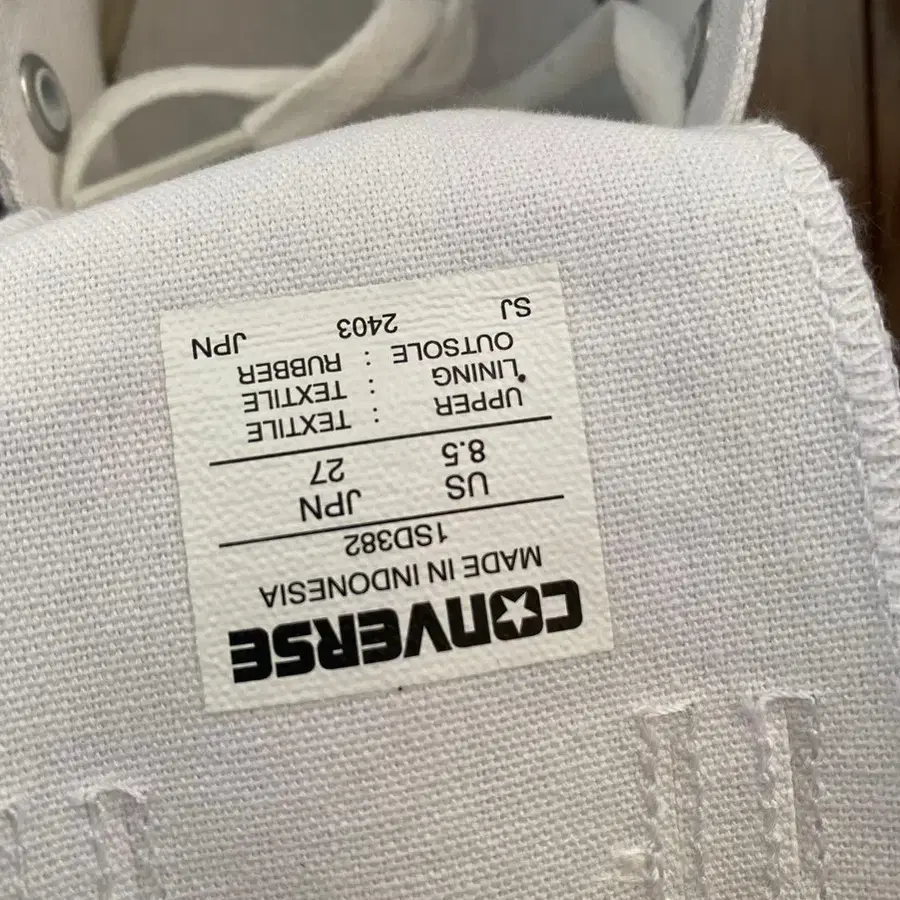 CONVERSE
MADE IN INDONESIA
1SD382
US JPN
8.5 27
UPPER : TEXTILE
LINING : TEXTILE
OUTSOLE : RUBBER
SJ 2403 JPN